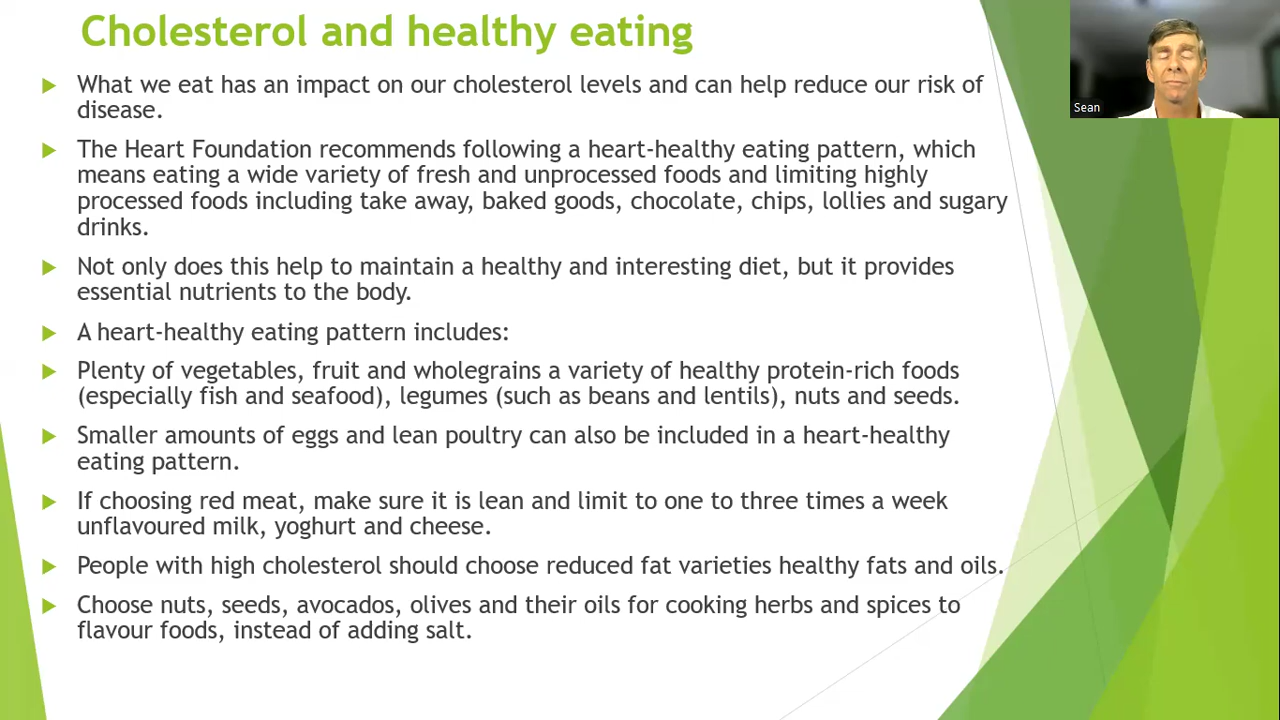 Cholesterol and healthy eating
What we eat has an impact on our cholesterol levels and can help reduce our risk of
disease.
The Heart Foundation recommends following a heart-healthy eating pattern, which
means eating a wide variety of fresh and unprocessed foods and limiting highly
processed foods including take away, baked goods, chocolate, chips, lollies and sugary
drinks.
Not only does this help to maintain a healthy and interesting diet, but it provides
essential nutrients to the body.
A heart-healthy eating pattern includes:
Plenty of vegetables, fruit and wholegrains a variety of healthy protein-rich foods
(especially fish and seafood), legumes (such as beans and lentils), nuts and seeds.
Smaller amounts of eggs and lean poultry can also be included in a heart-healthy
eating pattern.
If choosing red meat, make sure it is lean and limit to one to three times a week
unflavoured milk, yoghurt and cheese.
People with high cholesterol should choose reduced fat varieties healthy fats and oils.
Choose nuts, seeds, avocados, olives and their oils for cooking herbs and spices to
flavour foods, instead of adding salt.
Sean